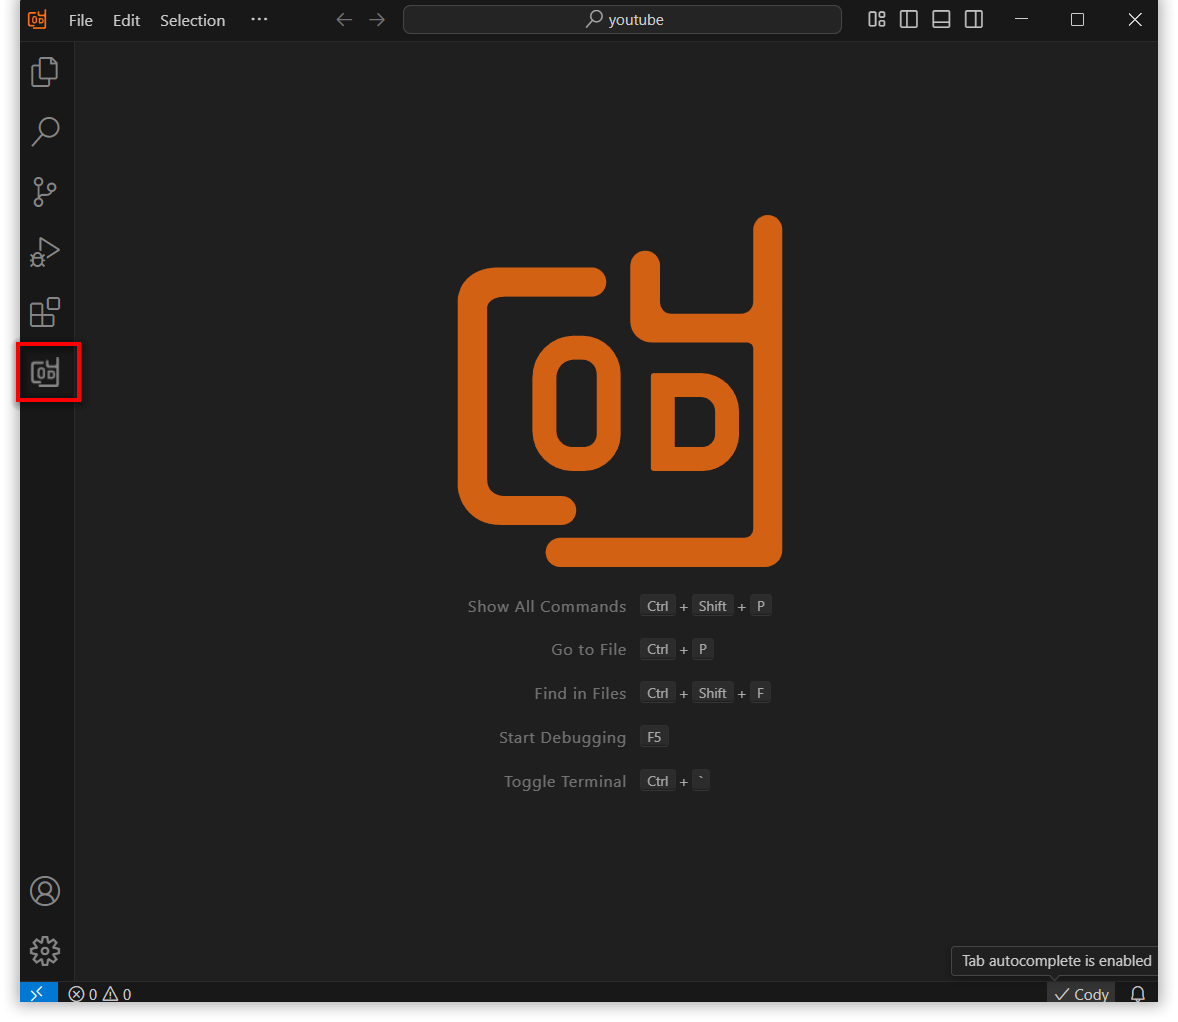 File Edit Selection ··· youtube
OD
Show All Commands Ctrl + Shift + P
Go to File Ctrl + P
Find in Files Ctrl + Shift + F
Start Debugging F5
Toggle Terminal Ctrl + `
Tab autocomplete is enabled
0 0 Cody